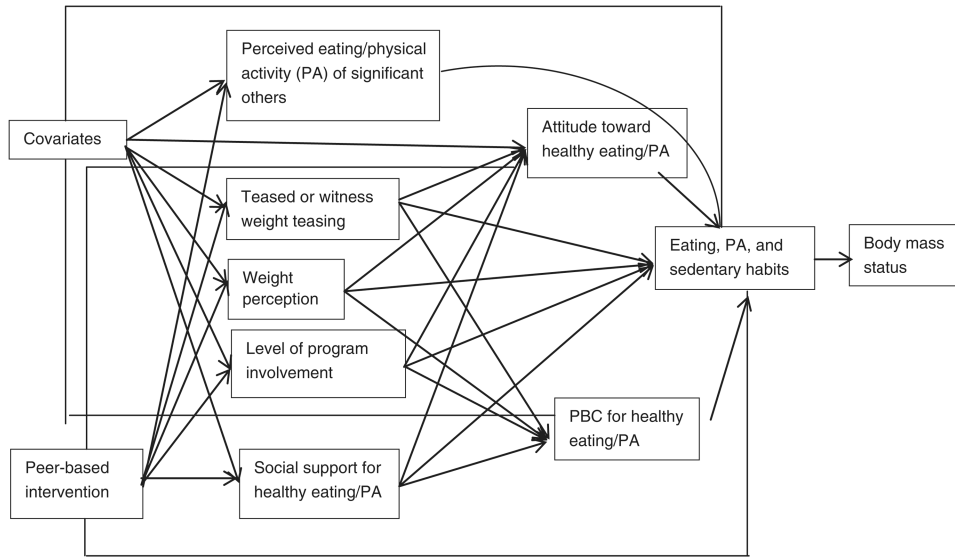 Perceived eating/physical
activity (PA) of significant
others
Covariates
Attitude toward
healthy eating/PA
Teased or witness
weight teasing
Eating, PA, and
sedentary habits
Body mass
status
Weight
perception
Level of program
involvement
PBC for healthy
eating/PA
Peer-based
intervention
Social support for
healthy eating/PA